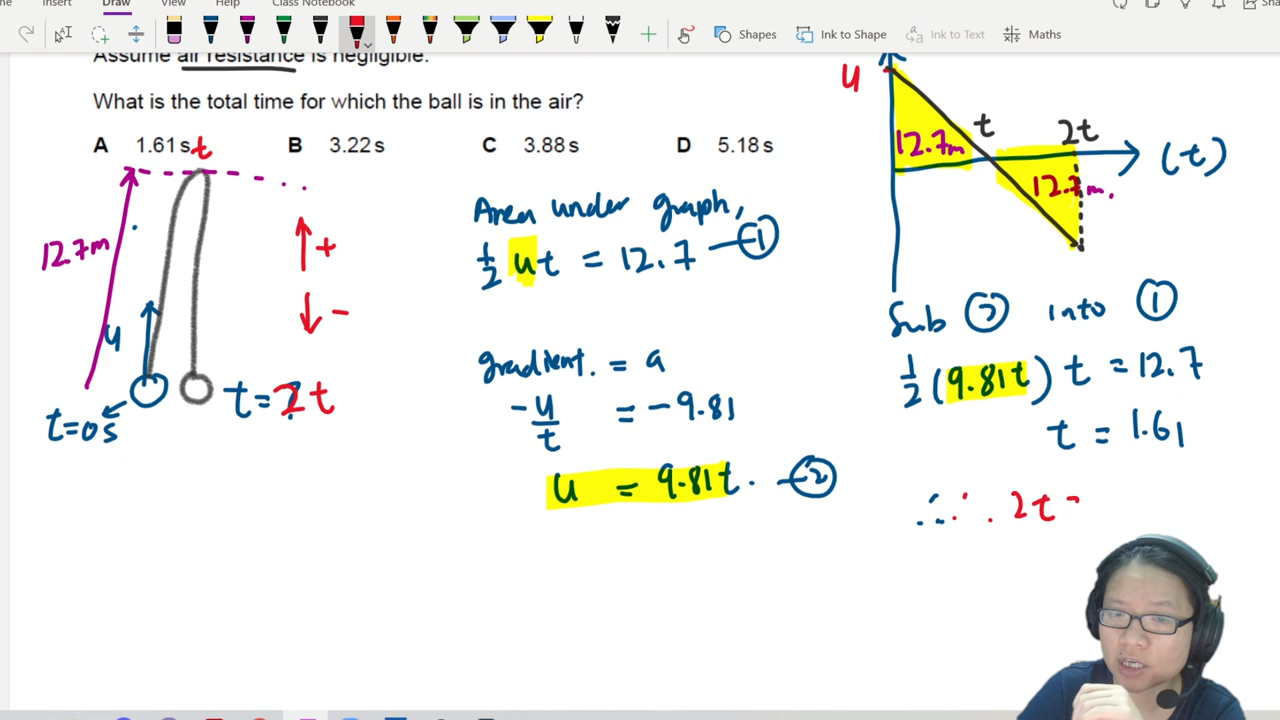 Insert Draw View Help Class Notebook
Shapes Ink to Shape Ink to Text Maths
Assume air resistance is negligible.
What is the total time for which the ball is in the air?
A 1.61 s B 3.22 s C 3.88 s D 5.18 s
t
12.7m
+
-
u
t=0s
t= 2t
Area under graph,
1/2 ut = 12.7 — ①
gradient. = a
-u/t = -9.81
u = 9.81t. — ②
u
t
2t
(t)
12.7m
12.7m.
Sub ② into ①
1/2 (9.81t) t = 12.7
t = 1.61
∴ ∴ 2t -